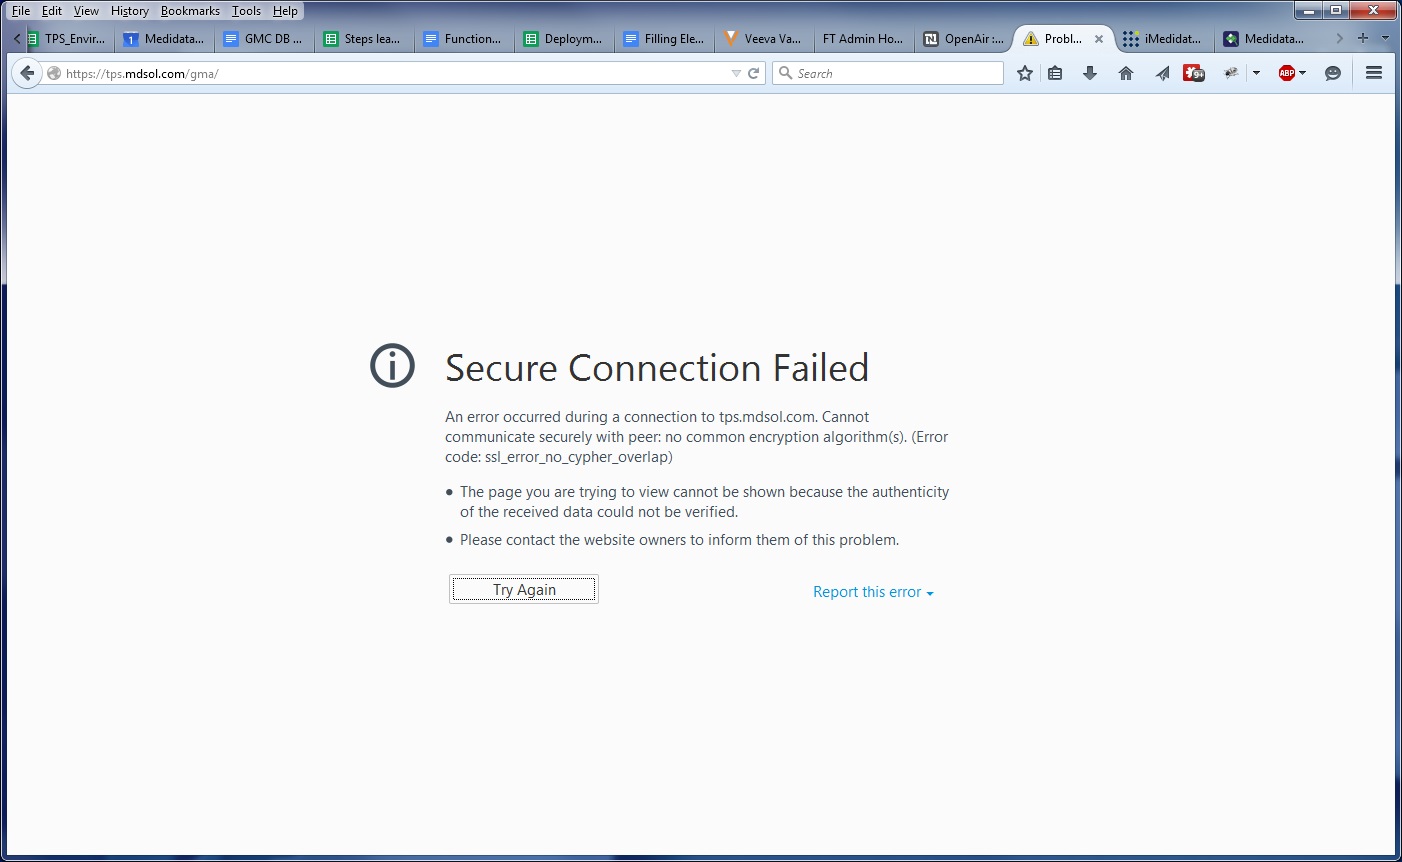 File Edit View History Bookmarks Tools Help
TPS_Envir... Medidata... GMC DB ... Steps lea... Function... Deploym... Filling Ele... Veeva Va... FT Admin Ho... OpenAir :... Probl... iMedidat... Medidata...
https://tps.mdsol.com/gma/ Search 9+ ABP
Secure Connection Failed
An error occurred during a connection to tps.mdsol.com. Cannot
communicate securely with peer: no common encryption algorithm(s). (Error
code: ssl_error_no_cypher_overlap)
The page you are trying to view cannot be shown because the authenticity
of the received data could not be verified.
Please contact the website owners to inform them of this problem.
Try Again Report this error